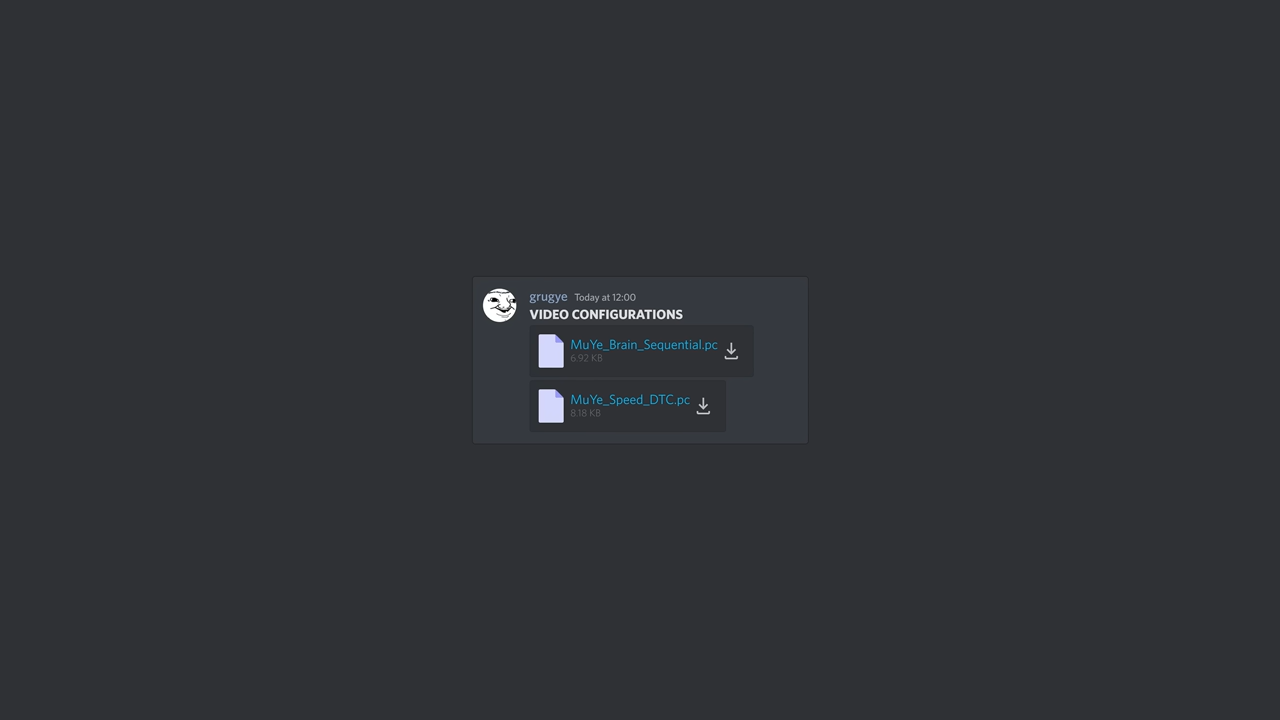 grugye Today at 12:00
VIDEO CONFIGURATIONS
MuYe_Brain_Sequential.pc
6.92 KB
MuYe_Speed_DTC.pc
8.18 KB